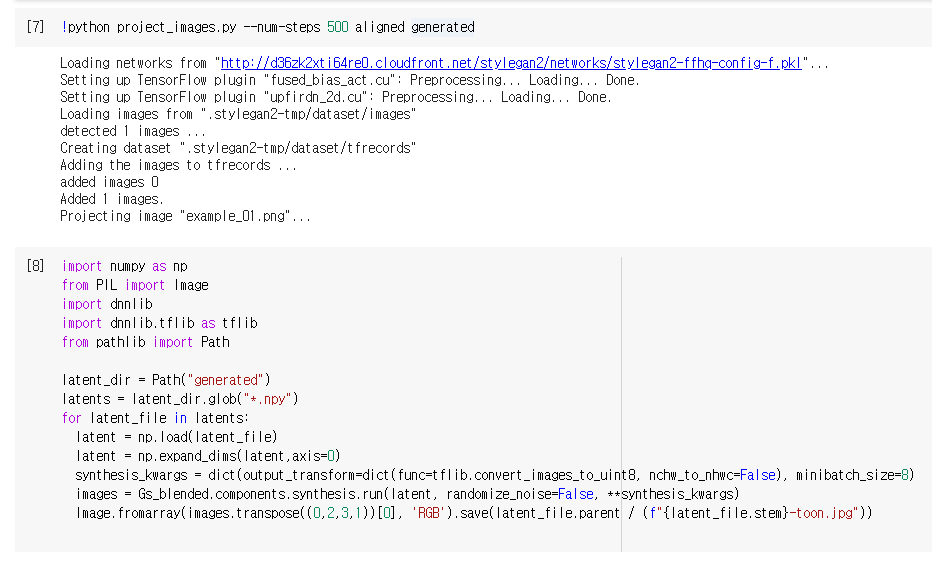 [7] !python project_images.py --num-steps 500 aligned generated
Loading networks from "http://d36zk2xti64re0.cloudfront.net/stylegan2/networks/stylegan2-ffhq-config-f.pkl"...
Setting up TensorFlow plugin "fused_bias_act.cu": Preprocessing... Loading... Done.
Setting up TensorFlow plugin "upfirdn_2d.cu": Preprocessing... Loading... Done.
Loading images from ".stylegan2-tmp/dataset/images"
detected 1 images ...
Creating dataset ".stylegan2-tmp/dataset/tfrecords"
Adding the images to tfrecords ...
added images 0
Added 1 images.
Projecting image "example_01.png"...
[8] import numpy as np
from PIL import Image
import dnnlib
import dnnlib.tflib as tflib
from pathlib import Path
latent_dir = Path("generated")
latents = latent_dir.glob("*.npy")
for latent_file in latents:
  latent = np.load(latent_file)
  latent = np.expand_dims(latent,axis=0)
  synthesis_kwargs = dict(output_transform=dict(func=tflib.convert_images_to_uint8, nchw_to_nhwc=False), minibatch_size=8)
  images = Gs_blended.components.synthesis.run(latent, randomize_noise=False, **synthesis_kwargs)
  Image.fromarray(images.transpose((0,2,3,1))[0], 'RGB').save(latent_file.parent / (f"{latent_file.stem}-toon.jpg"))